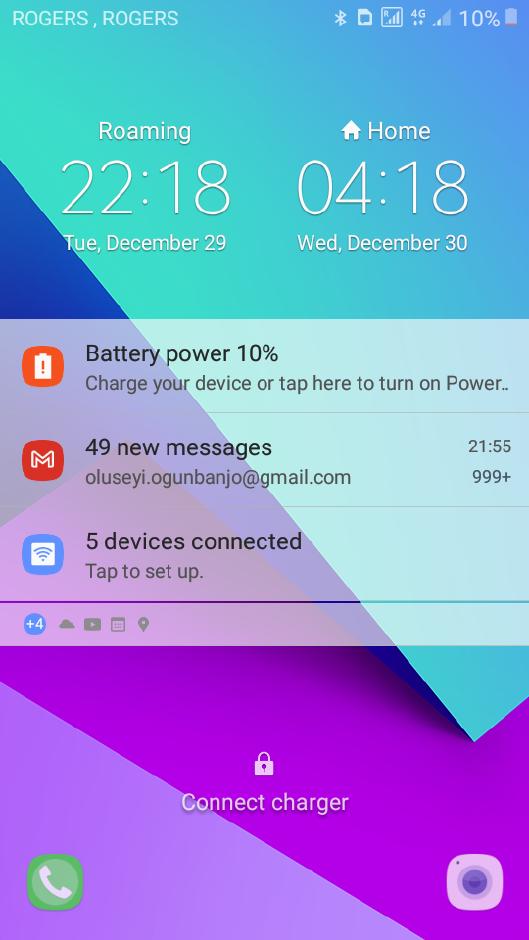 ROGERS , ROGERS R 4G 10%
Roaming Home
22:18 04:18
Tue, December 29 Wed, December 30
Battery power 10%
Charge your device or tap here to turn on Power..
49 new messages 21:55
oluseyi.ogunbanjo@gmail.com 999+
5 devices connected
Tap to set up.
+4
Connect charger